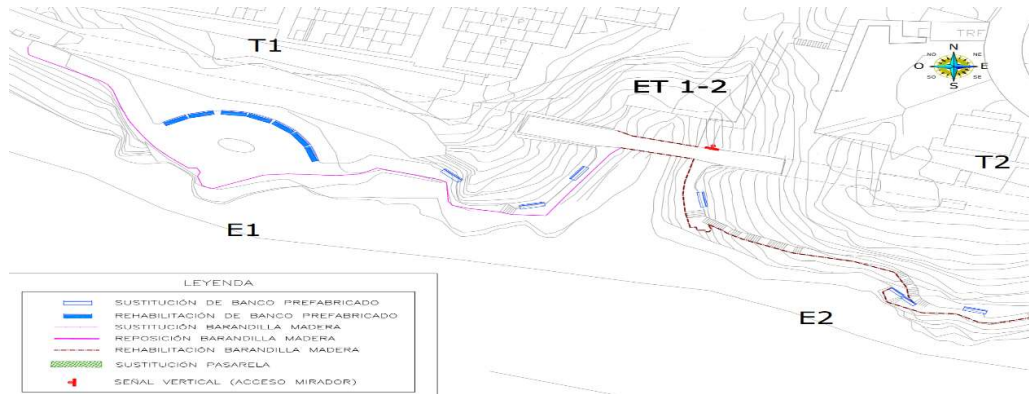 TRF
T1
N
NO
NE
O
E
SO
SE
S
ET 1-2
T2
E1
E2
LEYENDA
SUSTITUCIÓN DE BANCO PREFABRICADO
REHABILITACIÓN DE BANCO PREFABRICADO
SUSTITUCIÓN BARANDILLA MADERA
REPOSICIÓN BARANDILLA MADERA
REHABILITACIÓN BARANDILLA MADERA
SUSTITUCIÓN PASARELA
SEÑAL VERTICAL (ACCESO MIRADOR)